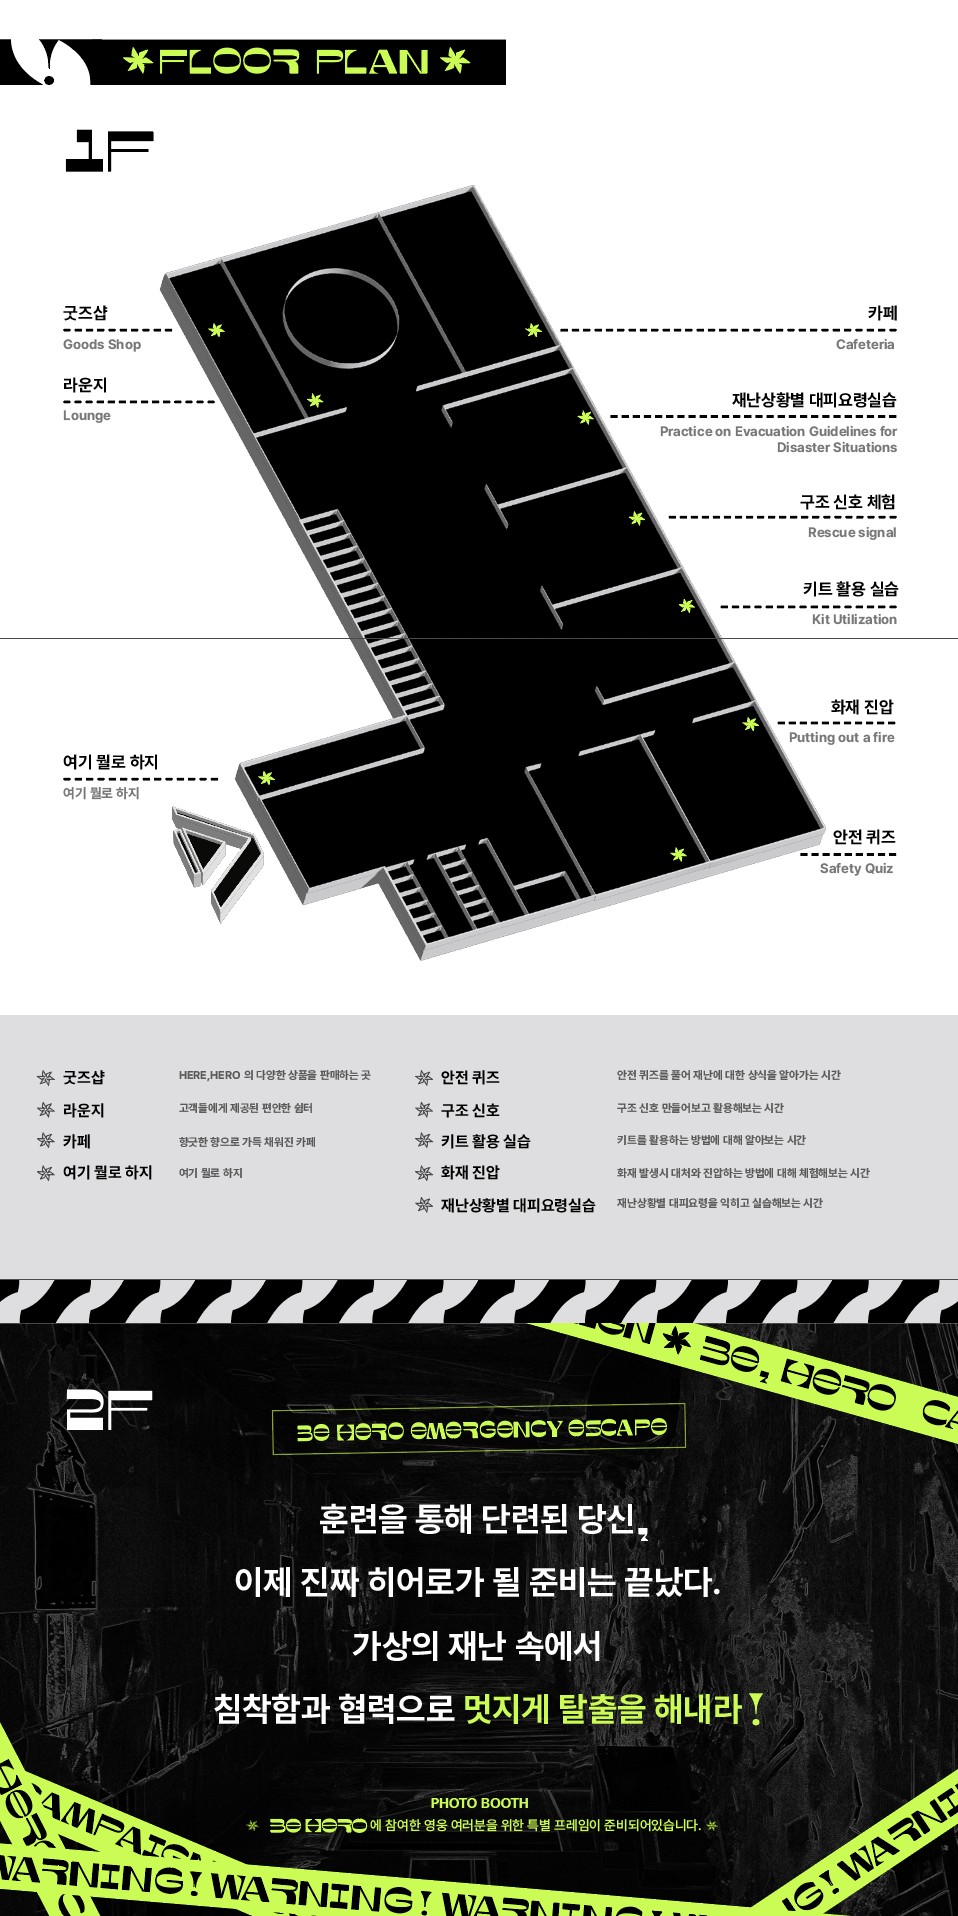 FLOOR PLAN
1F
굿즈샵
Goods Shop
라운지
Lounge
카페
Cafeteria
재난상황별 대피요령실습
Practice on Evacuation Guidelines for
Disaster Situations
구조 신호 체험
Rescue signal
키트 활용 실습
Kit Utilization
화재 진압
Putting out a fire
여기 뭘로 하지
여기 뭘로 하지
안전 퀴즈
Safety Quiz
굿즈샵 HERE,HERO 의 다양한 상품을 판매하는 곳
라운지 고객들에게 제공된 편안한 쉼터
카페 향긋한 향으로 가득 채워진 카페
여기 뭘로 하지 여기 뭘로 하지
안전 퀴즈 안전 퀴즈를 풀어 재난에 대한 상식을 알아가는 시간
구조 신호 구조 신호 만들어보고 활용해보는 시간
키트 활용 실습 키트를 활용하는 방법에 대해 알아보는 시간
화재 진압 화재 발생시 대처와 진압하는 방법에 대해 체험해보는 시간
재난상황별 대피요령실습 재난상황별 대피요령을 익히고 실습해보는 시간
BE, HERO CA
2F
BE HERO EMERGENCY ESCAPE
훈련을 통해 단련된 당신,
이제 진짜 히어로가 될 준비는 끝났다.
가상의 재난 속에서
침착함과 협력으로 멋지게 탈출을 해내라!
PHOTO BOOTH
BE HERO에 참여한 영웅 여러분을 위한 특별 프레임이 준비되어있습니다.
CAMPAIGN
WARNING! WARNING! WARNING!
G! WARNI